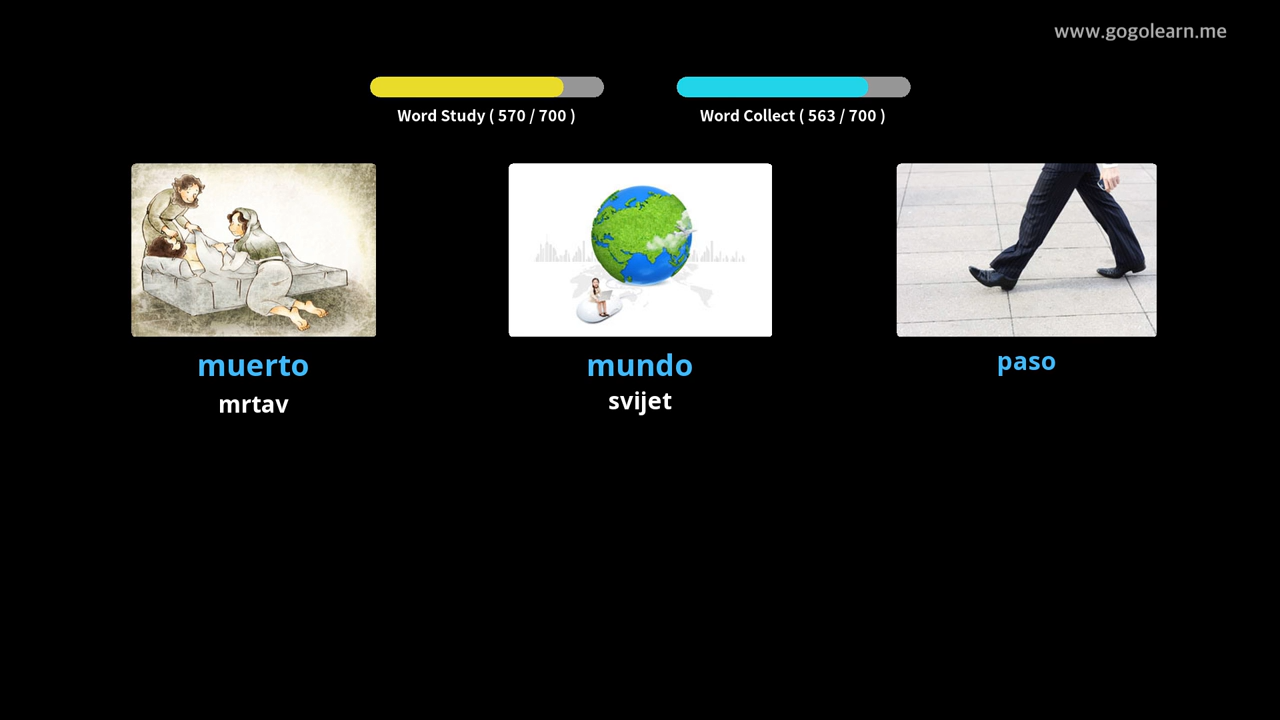 www.gogolearn.me
Word Study ( 570 / 700 )
Word Collect ( 563 / 700 )
muerto
mrtav
mundo
svijet
paso